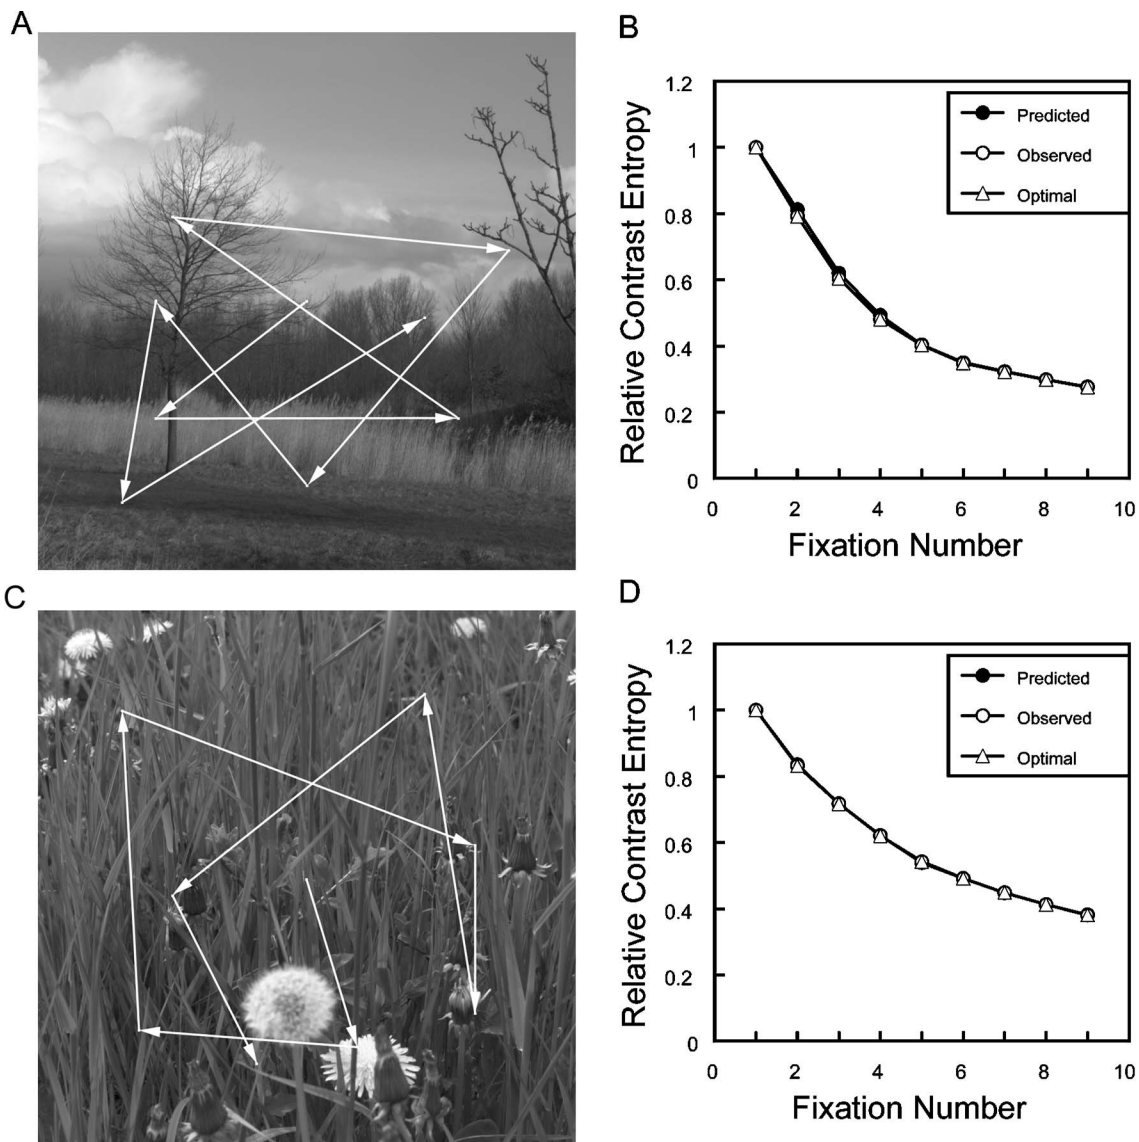 A
B
Relative Contrast Entropy
1.2
1
0.8
0.6
0.4
0.2
0
0
2
4
6
8
10
Fixation Number
Predicted
Observed
Optimal
C
D
Relative Contrast Entropy
1.2
1
0.8
0.6
0.4
0.2
0
0
2
4
6
8
10
Fixation Number
Predicted
Observed
Optimal